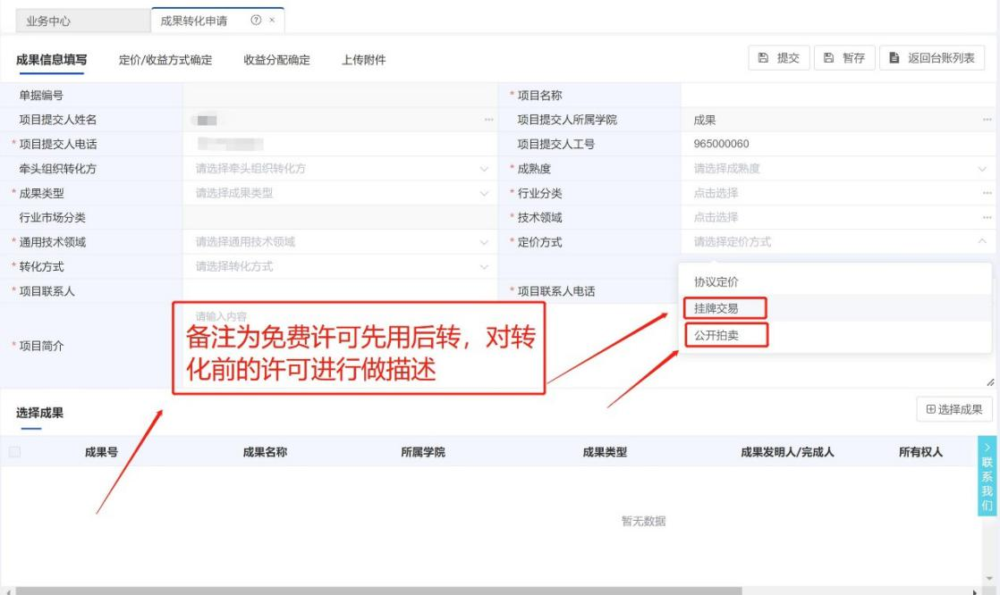 业务中心
成果转化申请
成果信息填写 定价/收益方式确定 收益分配确定 上传附件 提交 暂存 返回台账列表
单据编号 * 项目名称
项目提交人姓名 项目提交人所属学院 成果
* 项目提交人电话 项目提交人工号 965000060
牵头组织转化方 请选择牵头组织转化方 * 成熟度 请选择成熟度
* 成果类型 请选择成果类型 * 行业分类 点击选择
行业市场分类 * 技术领域 点击选择
* 通用技术领域 请选择通用技术领域 * 定价方式 请选择定价方式
* 转化方式 请选择转化方式
协议定价
* 项目联系人 * 项目联系人电话
挂牌交易
公开拍卖
* 项目简介
请输入内容
备注为免费许可先用后转，对转
化前的许可进行做描述
选择成果 选择成果
成果号 成果名称 所属学院 成果类型 成果发明人/完成人 所有权人
暂无数据
联系我们